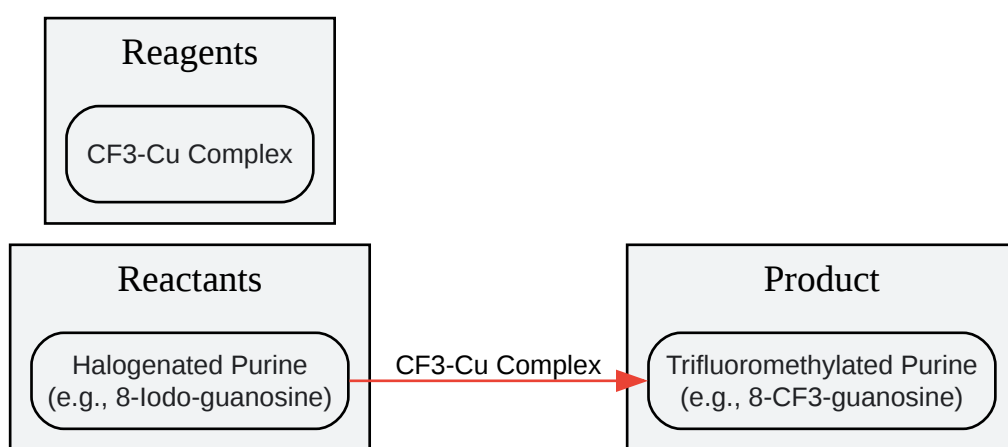 Reagents
CF3-Cu Complex
Reactants
Halogenated Purine
(e.g., 8-Iodo-guanosine)
CF3-Cu Complex
Product
Trifluoromethylated Purine
(e.g., 8-CF3-guanosine)